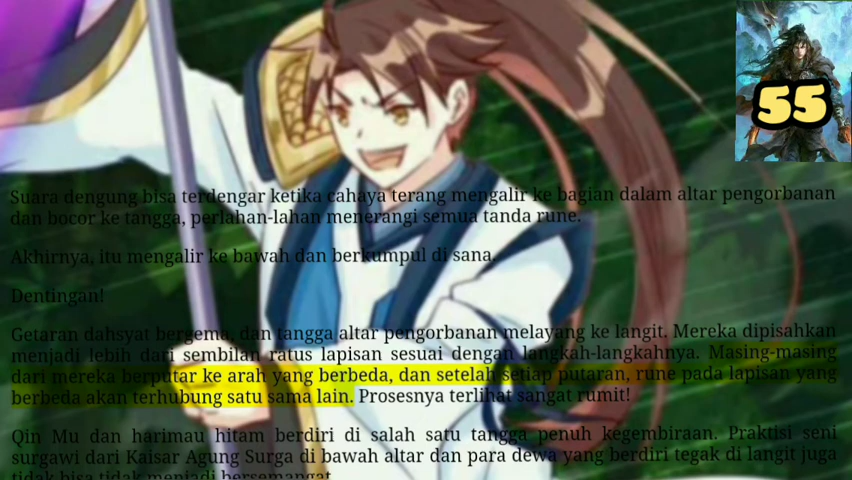 55
Suara dengung bisa terdengar ketika cahaya terang mengalir ke bagian dalam altar pengorbanan
dan bocor ke tangga, perlahan-lahan menerangi semua tanda rune.
Akhirnya, itu mengalir ke bawah dan berkumpul di sana.
Dentingan!
Getaran dahsyat bergema, dan tangga altar pengorbanan melayang ke langit. Mereka dipisahkan
menjadi lebih dari sembilan ratus lapisan sesuai dengan langkah-langkahnya. Masing-masing
dari mereka berputar ke arah yang berbeda, dan setelah setiap putaran, rune pada lapisan yang
berbeda akan terhubung satu sama lain. Prosesnya terlihat sangat rumit!
Qin Mu dan harimau hitam berdiri di salah satu tangga penuh kegembiraan. Praktisi seni
surgawi dari Kaisar Agung Surga di bawah altar dan para dewa yang berdiri tegak di langit juga
tidak bisa tidak menjadi bersemangat